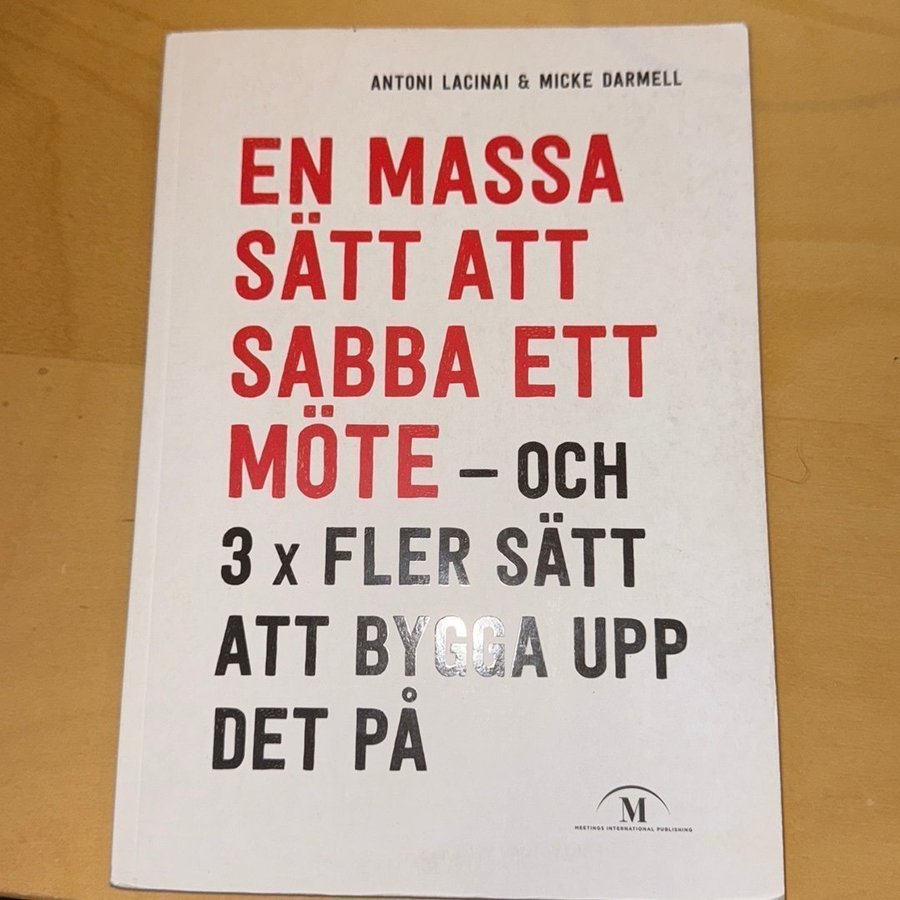 ANTONI LACINAI & MICKE DARMELL
EN MASSA
SÄTT ATT
SABBA ETT
MÖTE – OCH
3 x FLER SÄTT
ATT BYGGA UPP
DET PÅ
M
MEETINGS INTERNATIONAL PUBLISHING